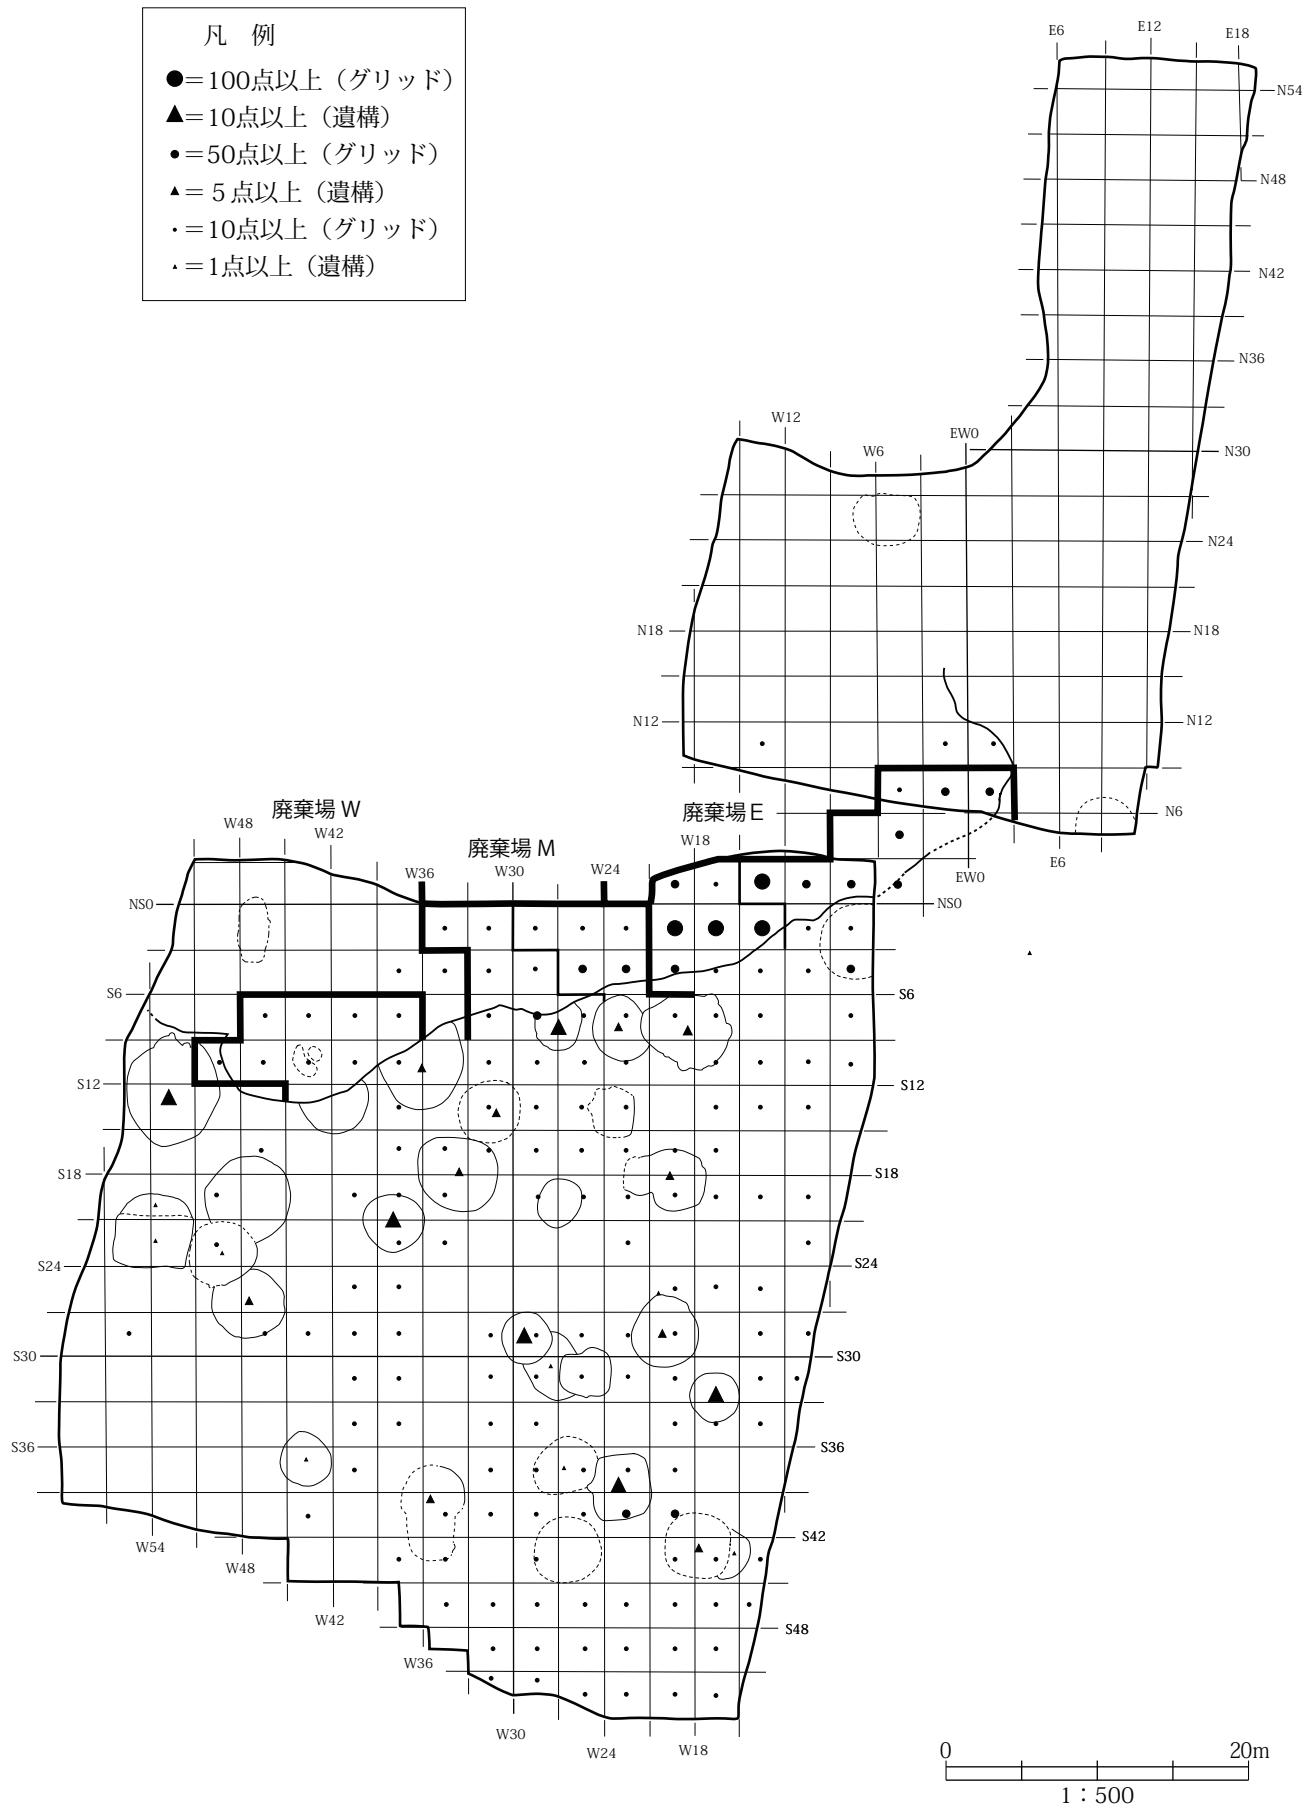 凡 例
●=100点以上（グリッド）
▲=10点以上（遺構）
•=50点以上（グリッド）
▴=5点以上（遺構）
·=10点以上（グリッド）
▴=1点以上（遺構）
E6 E12 E18
N54
N48
N42
N36
W12 W6 EW0
N30
N24
N18 N18
N12 N12
N6
廃棄場W 廃棄場M 廃棄場E
W48 W42 W36 W30 W24 W18
E6
EW0
NS0 NS0
S6 S6
S12 S12
S18 S18
S24 S24
S30 S30
S36 S36
S42
S48
W54 W48 W42 W36 W30 W24 W18
0 20m
1：500